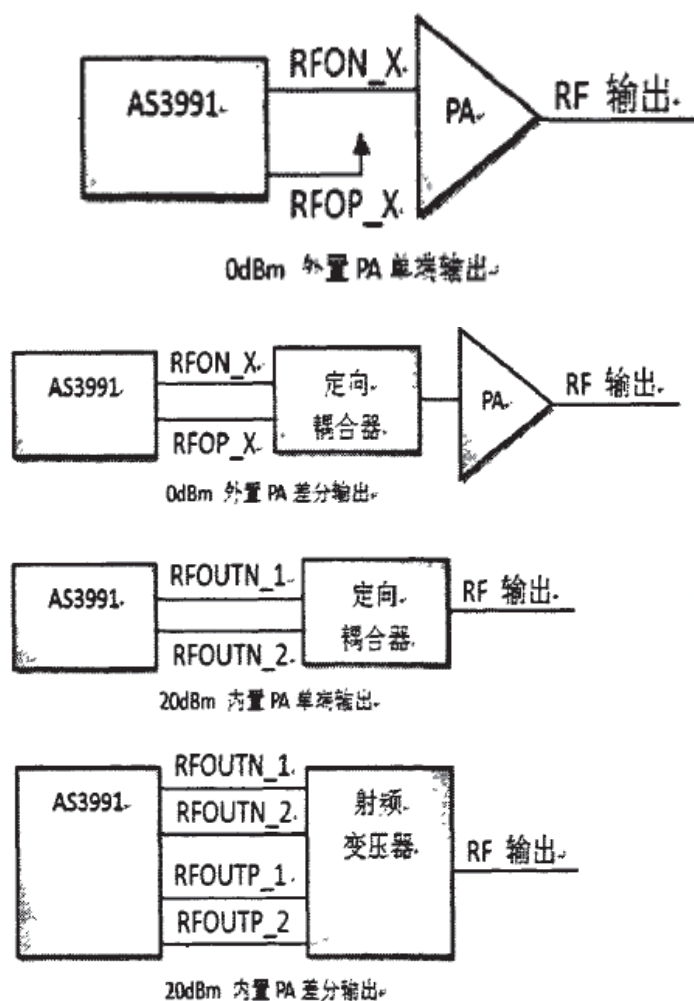 AS3991
RFON_X
RFOP_X
PA
RF 输出
0dBm 外置 PA 单端输出
AS3991
RFON_X
RFOP_X
定向
耦合器
PA
RF 输出
0dBm 外置 PA 差分输出
AS3991
RFOUTN_1
RFOUTN_2
定向
耦合器
RF 输出
20dBm 内置 PA 单端输出
AS3991
RFOUTN_1
RFOUTN_2
RFOUTP_1
RFOUTP_2
射频
变压器
RF 输出
20dBm 内置 PA 差分输出